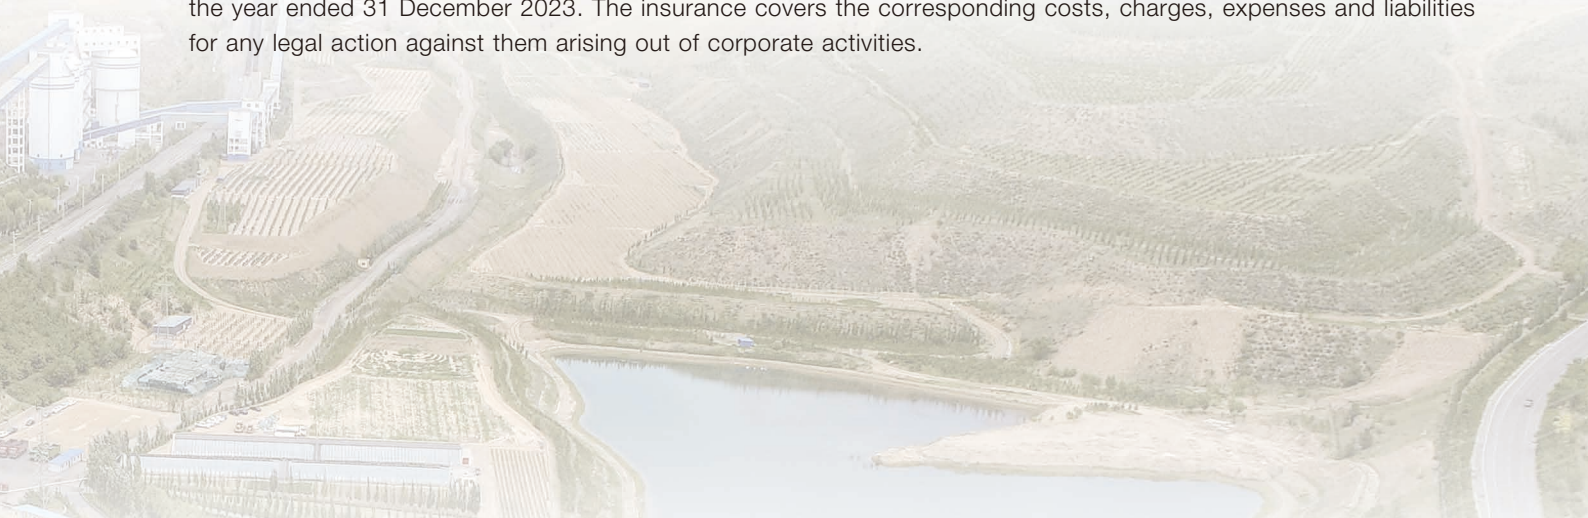 the year ended 31 December 2023. The insurance covers the corresponding costs, charges, expenses and liabilities
for any legal action against them arising out of corporate activities.